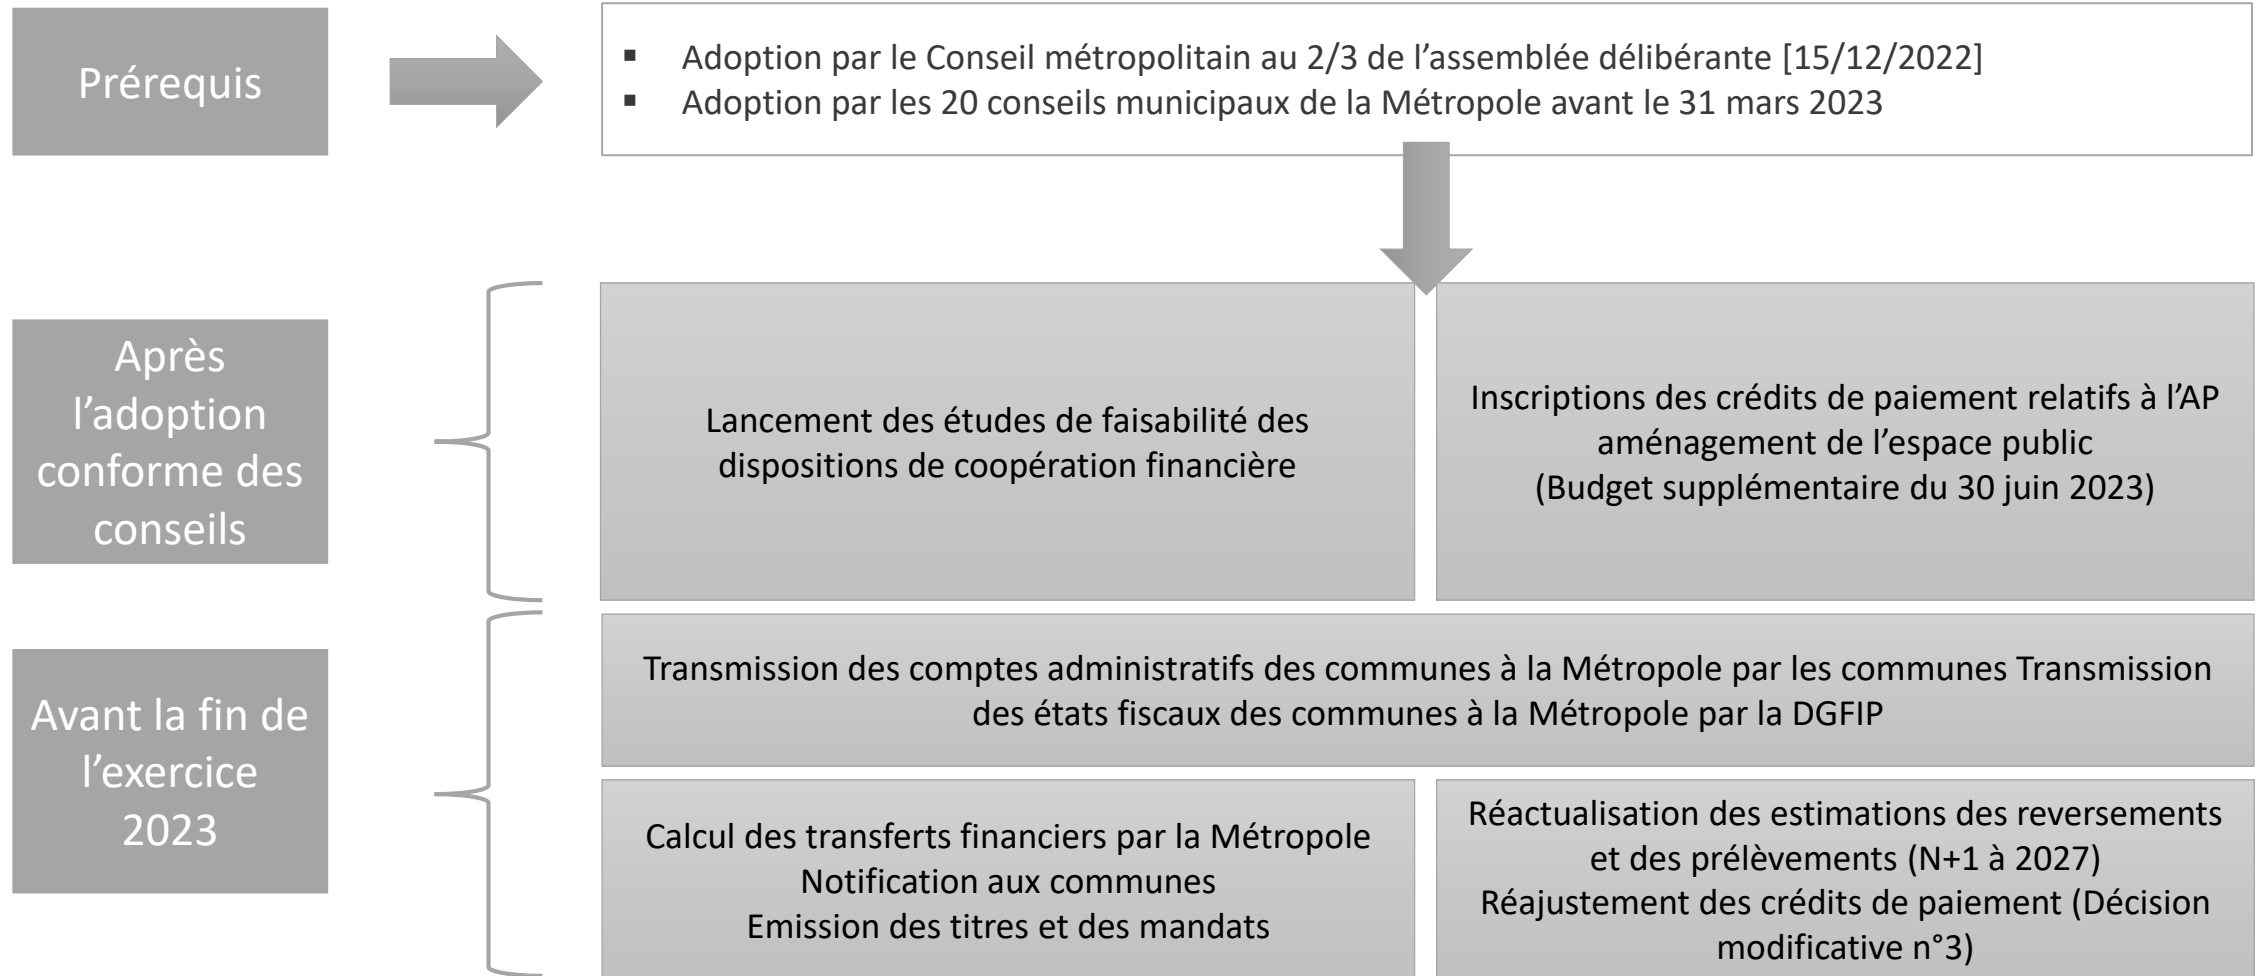 Prérequis
▪ Adoption par le Conseil métropolitain au 2/3 de l’assemblée délibérante [15/12/2022]
▪ Adoption par les 20 conseils municipaux de la Métropole avant le 31 mars 2023
Après
l’adoption
conforme des
conseils
Lancement des études de faisabilité des
dispositions de coopération financière
Inscriptions des crédits de paiement relatifs à l’AP
aménagement de l’espace public
(Budget supplémentaire du 30 juin 2023)
Avant la fin de
l’exercice
2023
Transmission des comptes administratifs des communes à la Métropole par les communes Transmission
des états fiscaux des communes à la Métropole par la DGFIP
Calcul des transferts financiers par la Métropole
Notification aux communes
Emission des titres et des mandats
Réactualisation des estimations des reversements
et des prélèvements (N+1 à 2027)
Réajustement des crédits de paiement (Décision
modificative n°3)